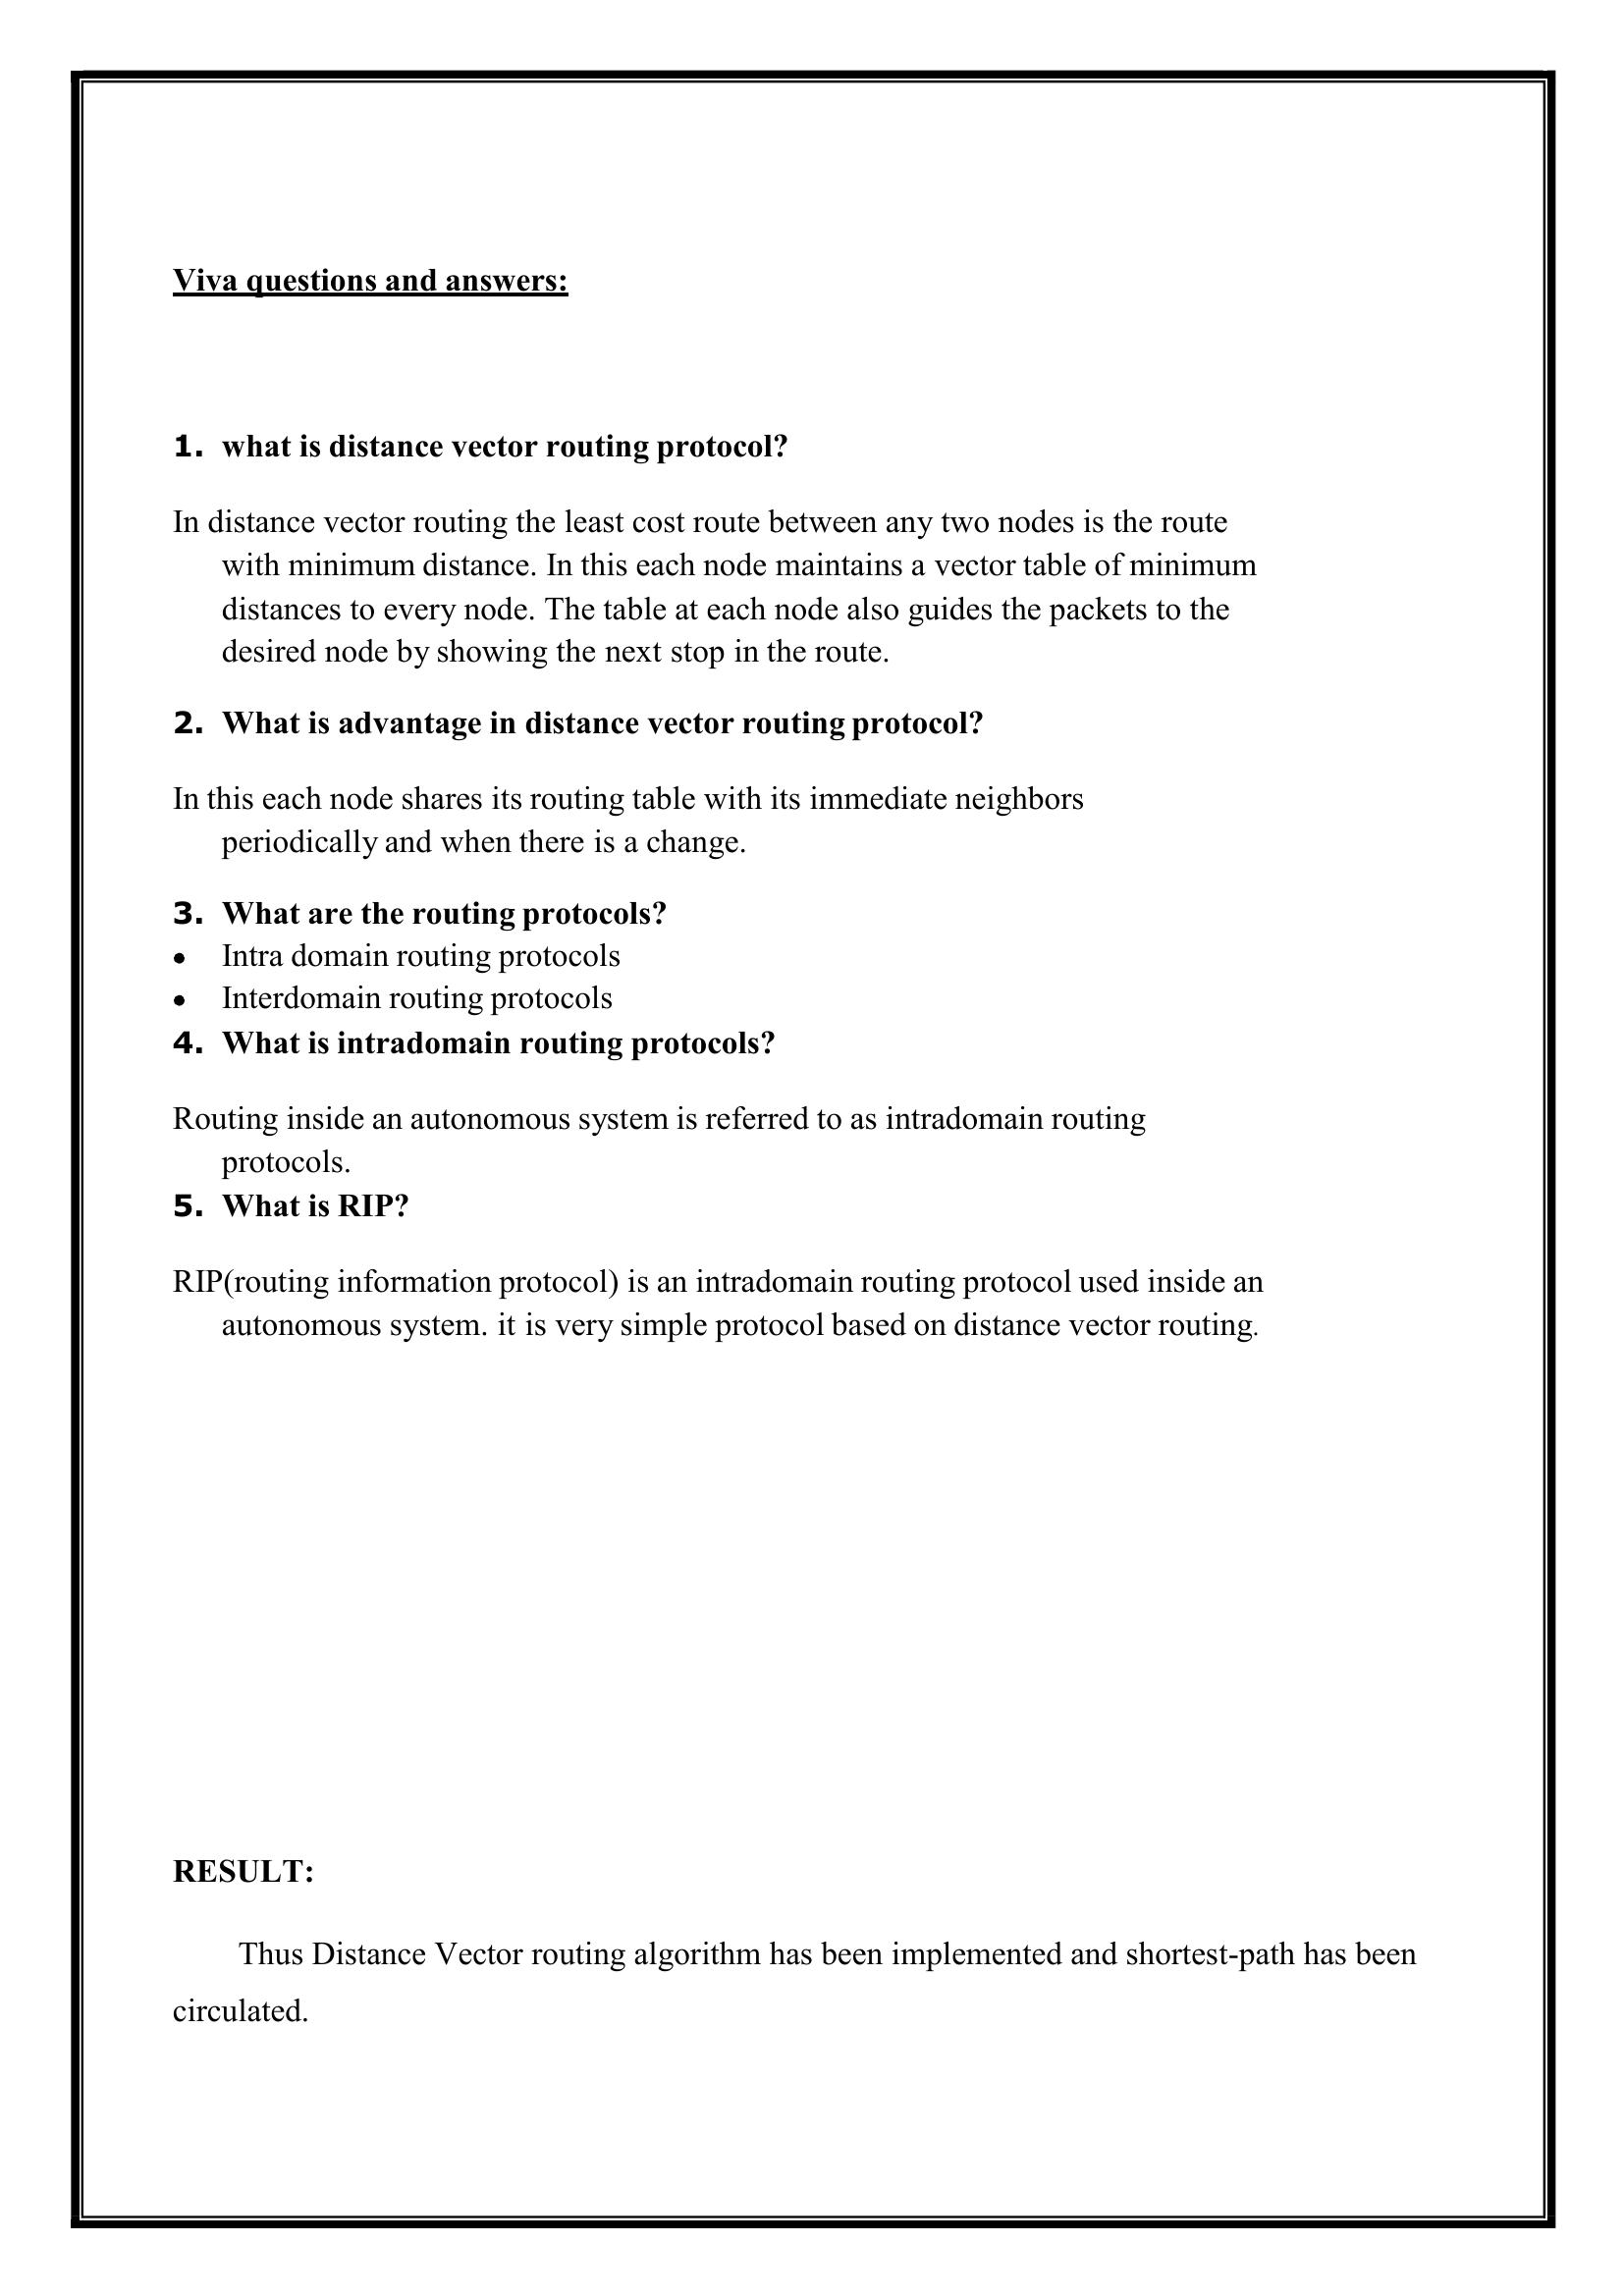 Viva questions and answers:
1. what is distance vector routing protocol?
In distance vector routing the least cost route between any two nodes is the route
with minimum distance. In this each node maintains a vector table of minimum
distances to every node. The table at each node also guides the packets to the
desired node by showing the next stop in the route.
2. What is advantage in distance vector routing protocol?
In this each node shares its routing table with its immediate neighbors
periodically and when there is a change.
3. What are the routing protocols?
• Intra domain routing protocols
• Interdomain routing protocols
4. What is intradomain routing protocols?
Routing inside an autonomous system is referred to as intradomain routing
protocols.
5. What is RIP?
RIP(routing information protocol) is an intradomain routing protocol used inside an
autonomous system. it is very simple protocol based on distance vector routing.
RESULT:
Thus Distance Vector routing algorithm has been implemented and shortest-path has been
circulated.